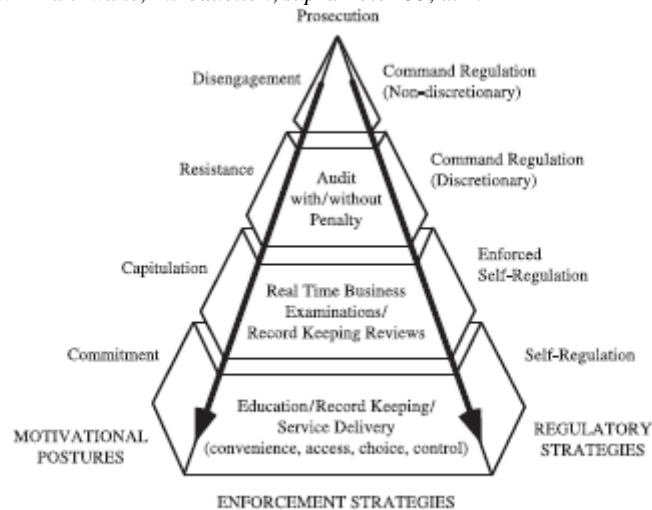 Prosecution
Disengagement
Command Regulation
(Non-discretionary)
Resistance
Command Regulation
(Discretionary)
Audit
with/without
Penalty
Capitulation
Enforced
Self-Regulation
Real Time Business
Examinations/
Record Keeping Reviews
Commitment
Self-Regulation
Education/Record Keeping/
Service Delivery
(convenience, access, choice, control)
MOTIVATIONAL
POSTURES
REGULATORY
STRATEGIES
ENFORCEMENT STRATEGIES